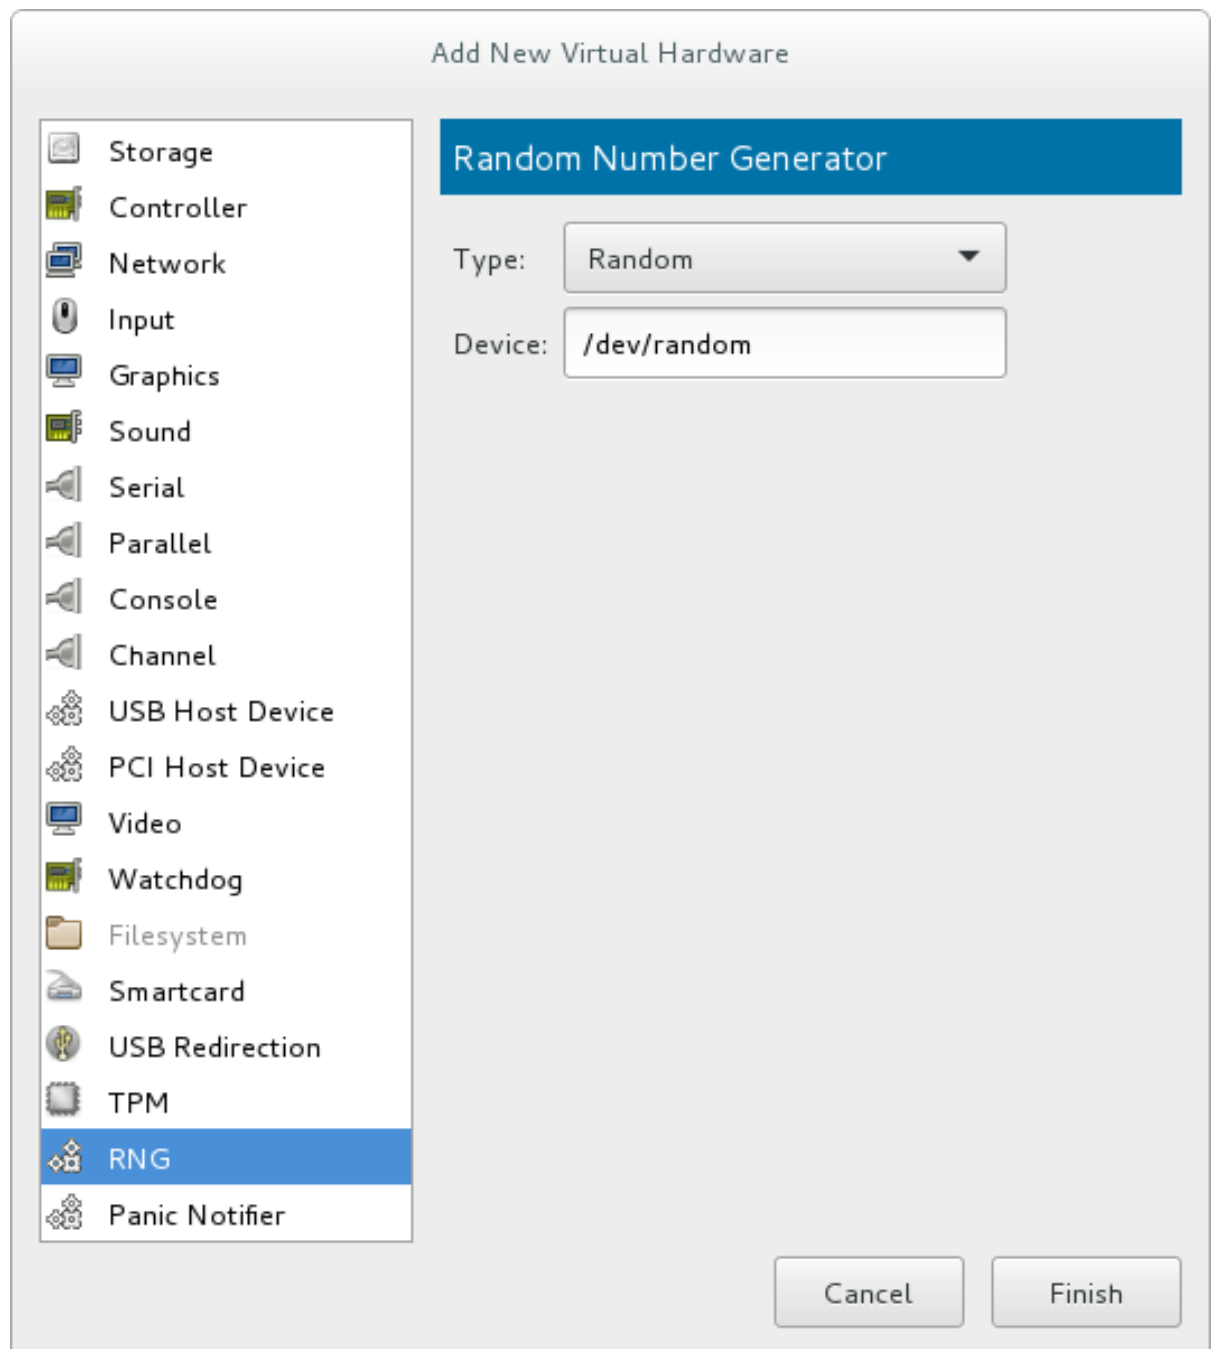 Add New Virtual Hardware
Storage
Controller
Network
Input
Graphics
Sound
Serial
Parallel
Console
Channel
USB Host Device
PCI Host Device
Video
Watchdog
Filesystem
Smartcard
USB Redirection
TPM
RNG
Panic Notifier
Random Number Generator
Type: Random
Device: /dev/random
Cancel Finish